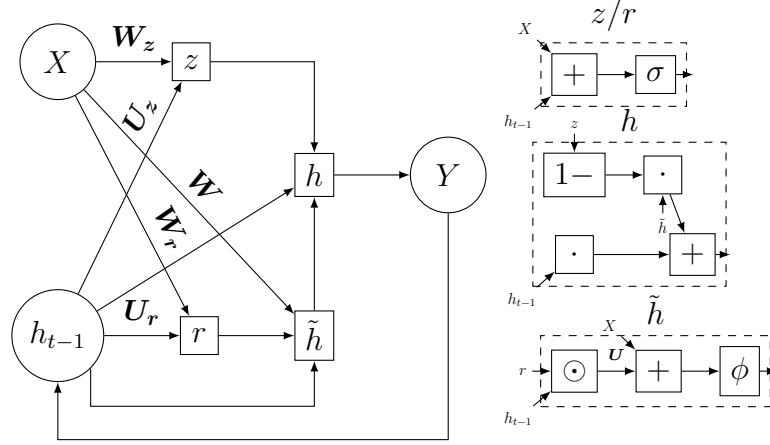 X
W_z
z
U_z
W
W_r
h
Y
h_{t−1}
U_r
r
h̃
z/r
X
+
σ
h_{t−1}
h
z
1−
·
h̃
·
+
h_{t−1}
h̃
X
r
⊙
U
+
ϕ
h_{t−1}